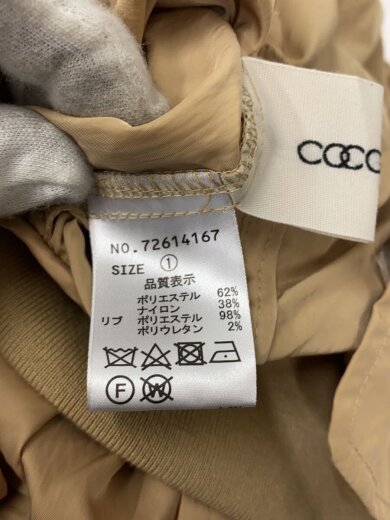 COCO
NO.72614167
SIZE ①
品質表示
ポリエステル 62%
ナイロン 38%
リブ ポリエステル 98%
ポリウレタン 2%
F
W